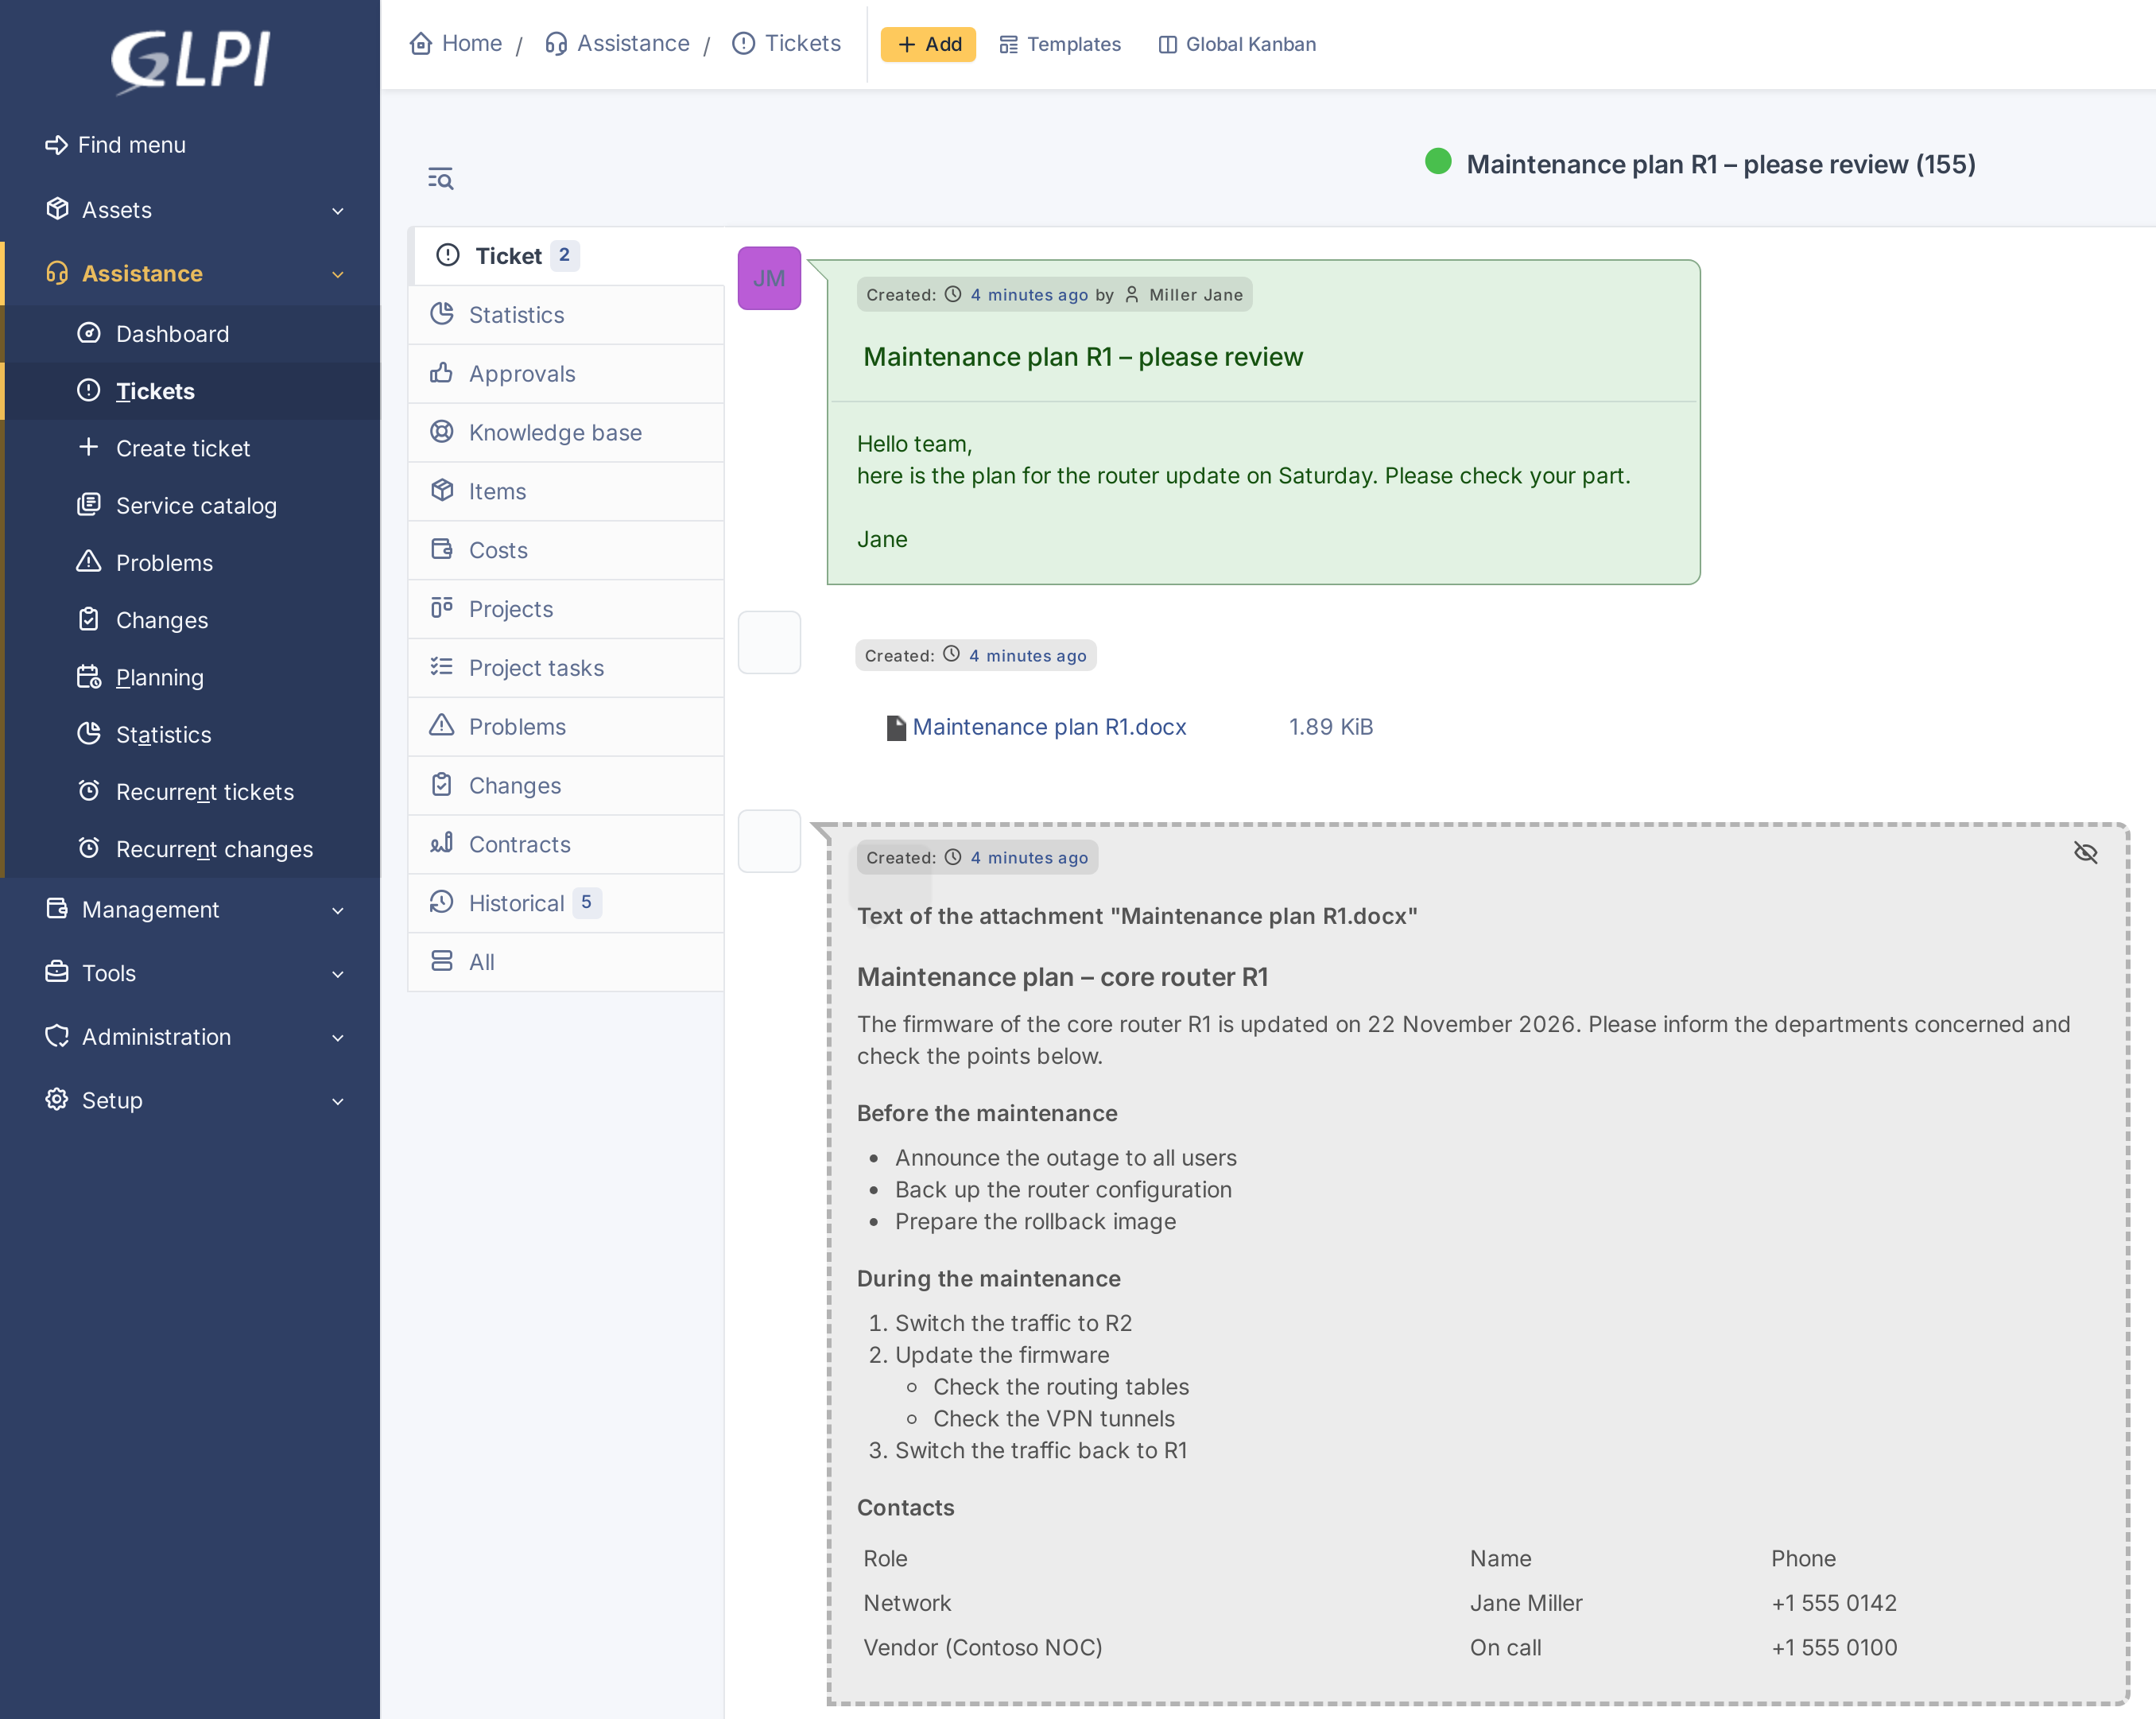 GLPI
Find menu
Assets
Assistance
Dashboard
Tickets
Create ticket
Service catalog
Problems
Changes
Planning
Statistics
Recurrent tickets
Recurrent changes
Management
Tools
Administration
Setup
Home / Assistance / Tickets
Add
Templates
Global Kanban
Maintenance plan R1 – please review (155)
Ticket 2
Statistics
Approvals
Knowledge base
Items
Costs
Projects
Project tasks
Problems
Changes
Contracts
Historical 5
All
JM
Created: 4 minutes ago by Miller Jane
Maintenance plan R1 – please review
Hello team,
here is the plan for the router update on Saturday. Please check your part.
Jane
Created: 4 minutes ago
Maintenance plan R1.docx 1.89 KiB
Created: 4 minutes ago
Text of the attachment "Maintenance plan R1.docx"
Maintenance plan – core router R1
The firmware of the core router R1 is updated on 22 November 2026. Please inform the departments concerned and
check the points below.
Before the maintenance
• Announce the outage to all users
• Back up the router configuration
• Prepare the rollback image
During the maintenance
1. Switch the traffic to R2
2. Update the firmware
◦ Check the routing tables
◦ Check the VPN tunnels
3. Switch the traffic back to R1
Contacts
Role Name Phone
Network Jane Miller +1 555 0142
Vendor (Contoso NOC) On call +1 555 0100